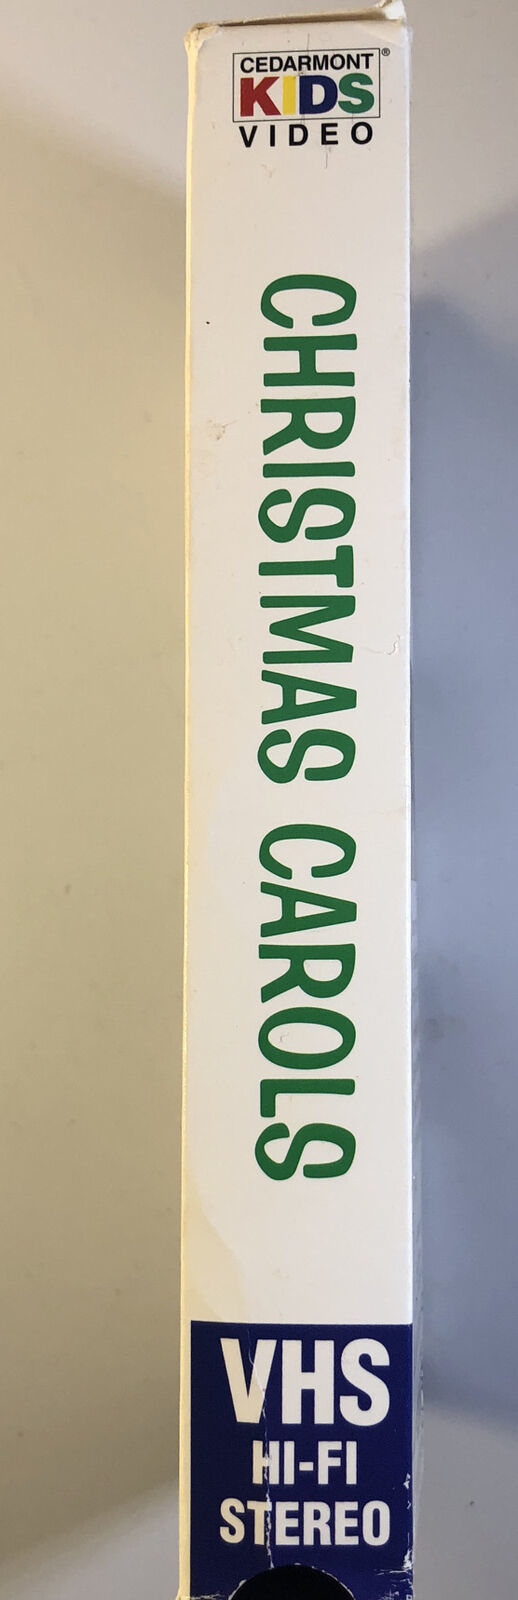 CEDARMONT®
KIDS
VIDEO
CHRISTMAS CAROLS
VHS
HI-FI
STEREO